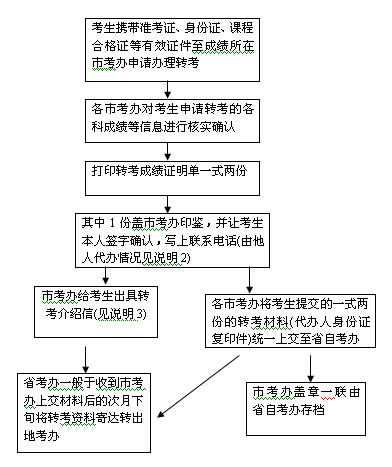 考生携带准考证、身份证、课程
合格证等有效证件至成绩所在
市考办申请办理转考
各市考办对考生申请转考的各
科成绩等信息进行核实确认
打印转考成绩证明单一式两份
其中1份盖市考办印鉴，并让考生
本人签字确认，写上联系电话(由他
人代办情况见说明2)
市考办给考生出具转
考介绍信(见说明3)
各市考办将考生提交的一式两
份的转考材料(代办人身份证
复印件)统一上交至省自考办
省考办一般于收到市考
办上交材料后的次月下
旬将转考资料寄达转出
地考办
市考办盖章一联由
省自考办存档